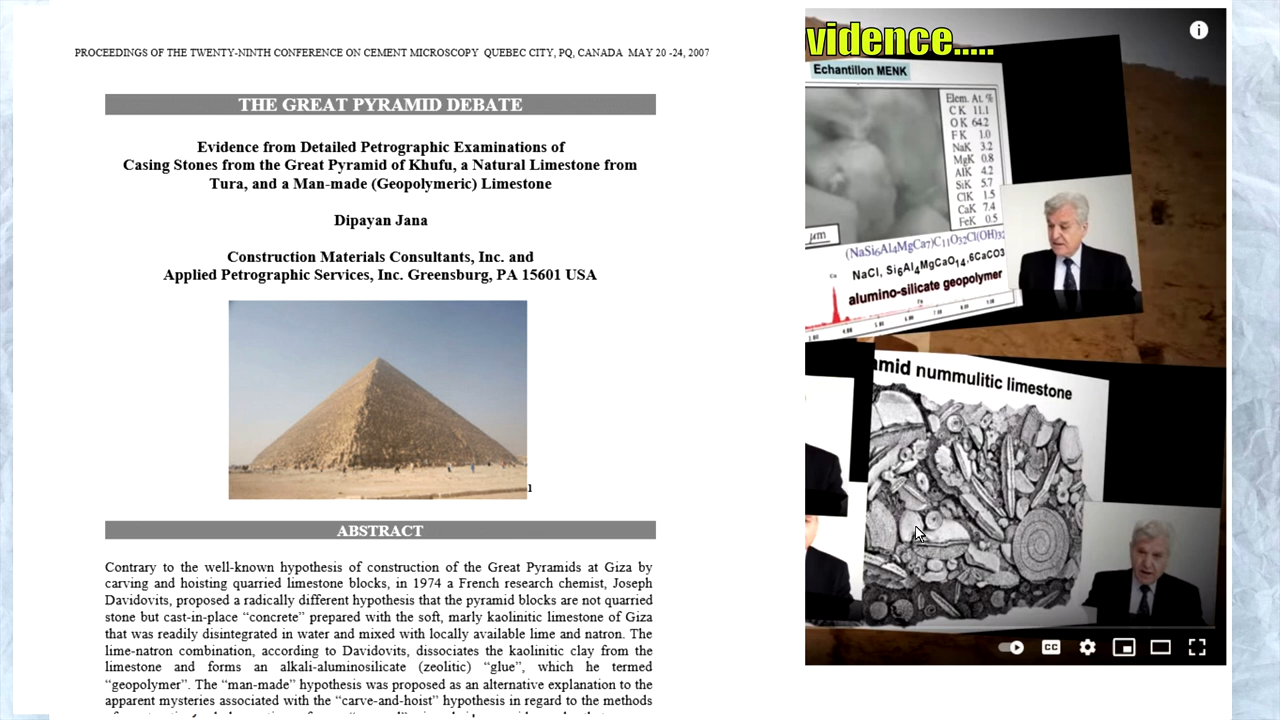 PROCEEDINGS OF THE TWENTY-NINTH CONFERENCE ON CEMENT MICROSCOPY QUEBEC CITY, PQ, CANADA MAY 20 -24, 2007
THE GREAT PYRAMID DEBATE
Evidence from Detailed Petrographic Examinations of
Casing Stones from the Great Pyramid of Khufu, a Natural Limestone from
Tura, and a Man-made (Geopolymeric) Limestone
Dipayan Jana
Construction Materials Consultants, Inc. and
Applied Petrographic Services, Inc. Greensburg, PA 15601 USA
1
ABSTRACT
Contrary to the well-known hypothesis of construction of the Great Pyramids at Giza by
carving and hoisting quarried limestone blocks, in 1974 a French research chemist, Joseph
Davidovits, proposed a radically different hypothesis that the pyramid blocks are not quarried
stone but cast-in-place “concrete” prepared with the soft, marly kaolinitic limestone of Giza
that was readily disintegrated in water and mixed with locally available lime and natron. The
lime-natron combination, according to Davidovits, dissociates the kaolinitic clay from the
limestone and forms an alkali-aluminosilicate (zeolitic) “glue”, which he termed
“geopolymer”. The “man-made” hypothesis was proposed as an alternative explanation to the
apparent mysteries associated with the “carve-and-hoist” hypothesis in regard to the methods
vidence.....
Echantillon MENK
Elem. At. %
C K 11.1
O K 64.2
F K 1.0
NaK 3.2
MgK 0.8
AlK 4.2
SiK 5.7
ClK 1.5
CaK 7.4
FeK 0.5
µm
(NaSi6Al4MgCa7)C11O32Cl(OH)32
NaCl, Si6Al4MgCaO14,6CaCO3
alumino-silicate geopolymer
amid nummulitic limestone
CC